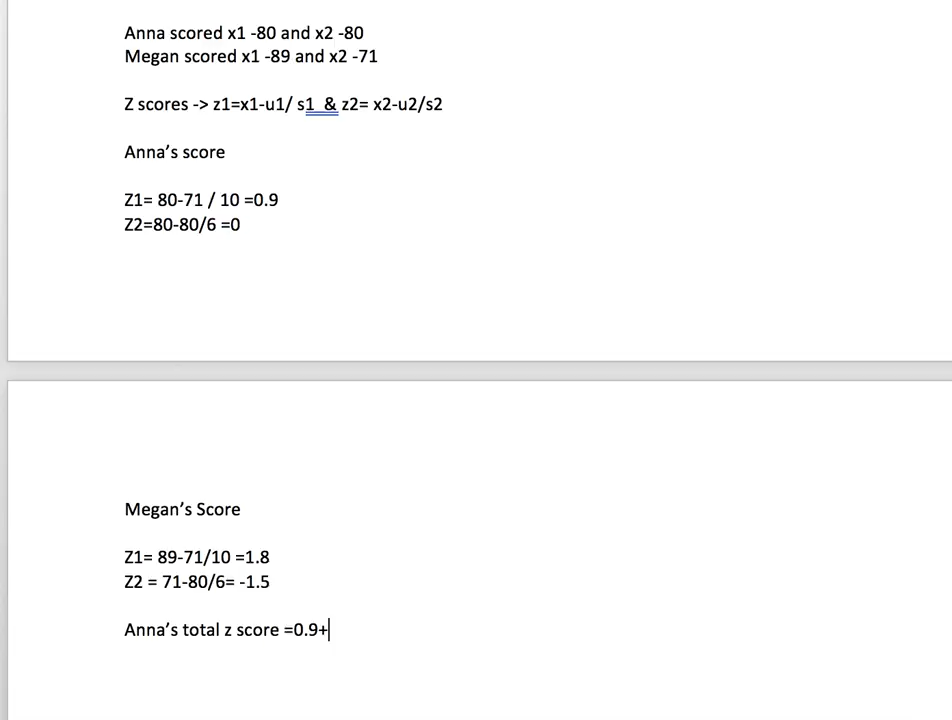 Anna scored x1 -80 and x2 -80
Megan scored x1 -89 and x2 -71
Z scores -> z1=x1-u1/ s1  & z2= x2-u2/s2
Anna’s score
Z1= 80-71 / 10 =0.9
Z2=80-80/6 =0
Megan’s Score
Z1= 89-71/10 =1.8
Z2 = 71-80/6= -1.5
Anna’s total z score =0.9+